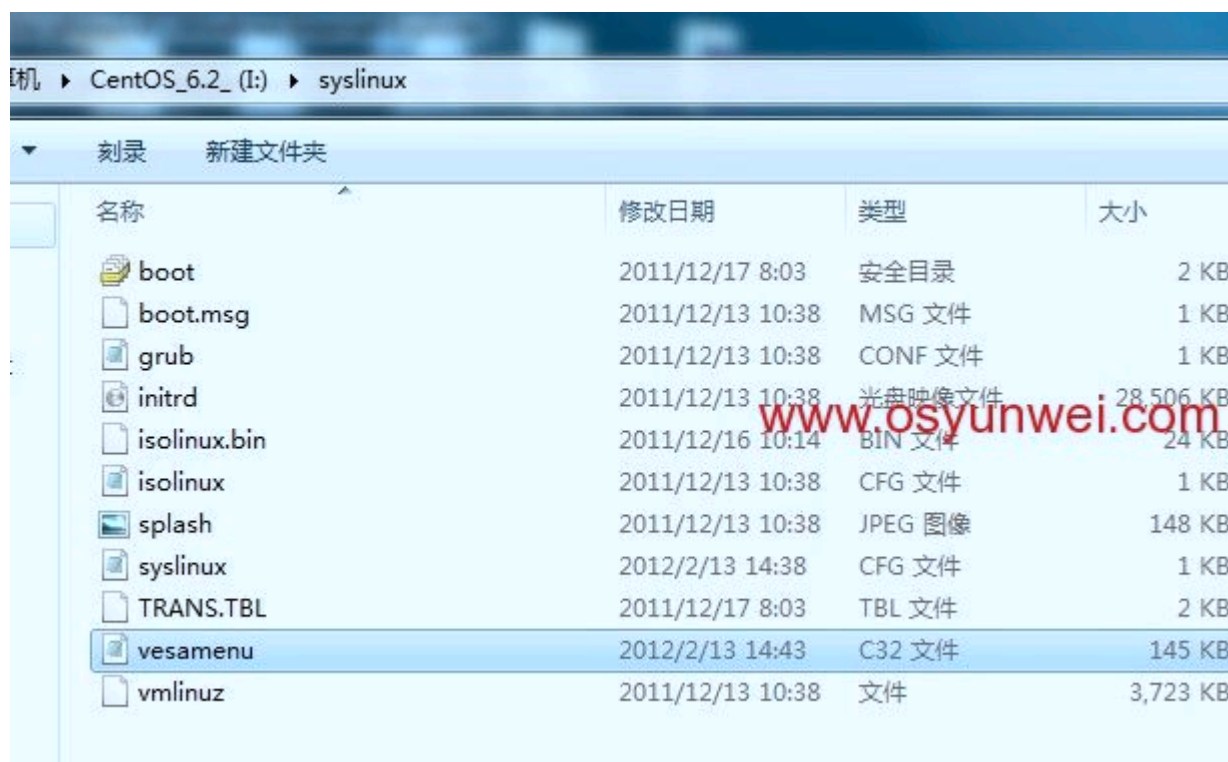 算机 ▸ CentOS_6.2_ (I:) ▸ syslinux
刻录 新建文件夹
名称 修改日期 类型 大小
boot 2011/12/17 8:03 安全目录 2 KB
boot.msg 2011/12/13 10:38 MSG 文件 1 KB
grub 2011/12/13 10:38 CONF 文件 1 KB
initrd 2011/12/13 10:38 光盘映像文件 28,506 KB
www.osyunwei.com
isolinux.bin 2011/12/16 10:14 BIN 文件 24 KB
isolinux 2011/12/13 10:38 CFG 文件 1 KB
splash 2011/12/13 10:38 JPEG 图像 148 KB
syslinux 2012/2/13 14:38 CFG 文件 1 KB
TRANS.TBL 2011/12/17 8:03 TBL 文件 2 KB
vesamenu 2012/2/13 14:43 C32 文件 145 KB
vmlinuz 2011/12/13 10:38 文件 3,723 KB